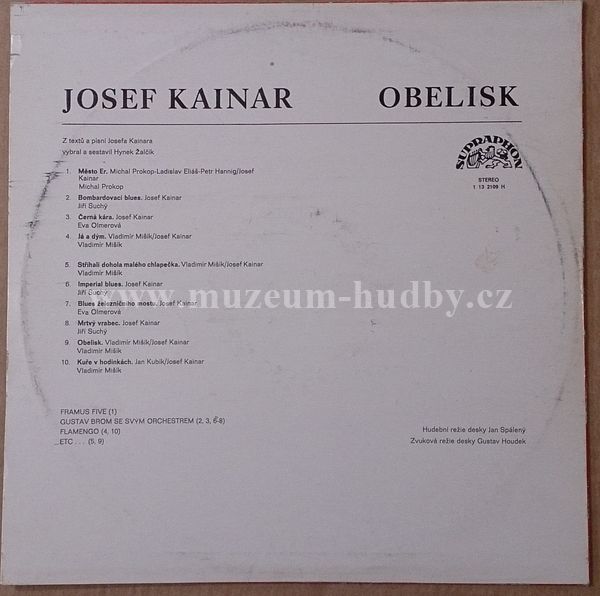 JOSEF KAINAR OBELISK
Z textů a písní Josefa Kainara
vybral a sestavil Hynek Žalčík
SUPRAPHON
STEREO
1 13 2109 H
1. Město Er. Michal Prokop-Ladislav Eliáš-Petr Hannig/Josef
Kainar
Michal Prokop
2. Bombardovací blues. Josef Kainar
Jiří Suchý
3. Černá kára. Josef Kainar
Eva Olmerová
4. Já a dým. Vladimír Mišík/Josef Kainar
Vladimír Mišík
5. Stříhali dohola malého chlapečka. Vladimír Mišík/Josef Kainar
Vladimír Mišík
6. Imperial blues. Josef Kainar
Jiří Suchý
7. Blues železničního mostu. Josef Kainar
Eva Olmerová
8. Mrtvý vrabec. Josef Kainar
Jiří Suchý
9. Obelisk. Vladimír Mišík/Josef Kainar
Vladimír Mišík
10. Kuře v hodinkách. Jan Kubík/Josef Kainar
Vladimír Mišík
www.muzeum-hudby.cz
FRAMUS FIVE (1)
GUSTAV BROM SE SVÝM ORCHESTREM (2, 3, 6-8)
FLAMENGO (4, 10)
ETC . . . (5, 9)
Hudební režie desky Jan Spálený
Zvuková režie desky Gustav Houdek